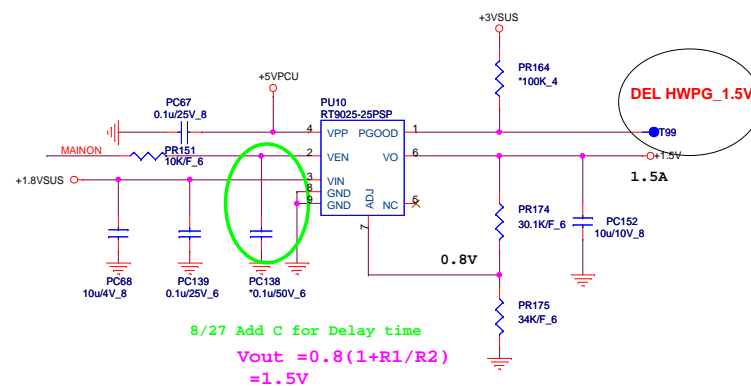 +3VSUS
PR164
*100K_4
DEL HWPG_1.5V
+5VPCU
PC67
0.1u/25V_8
PU10
RT9025-25PSP
4 VPP PGOOD 1
T99
MAINON
PR151
10K/F_6
2 VEN VO 6
+1.5V
1.5A
+1.8VSUS
3 VIN
8 GND
9 GND
ADJ
NC 5
7
PR174
30.1K/F_6
PC152
10u/10V_8
0.8V
PC68
10u/4V_8
PC139
0.1u/25V_6
PC138
*0.1u/50V_6
PR175
34K/F_6
8/27 Add C for Delay time
Vout =0.8(1+R1/R2)
=1.5V